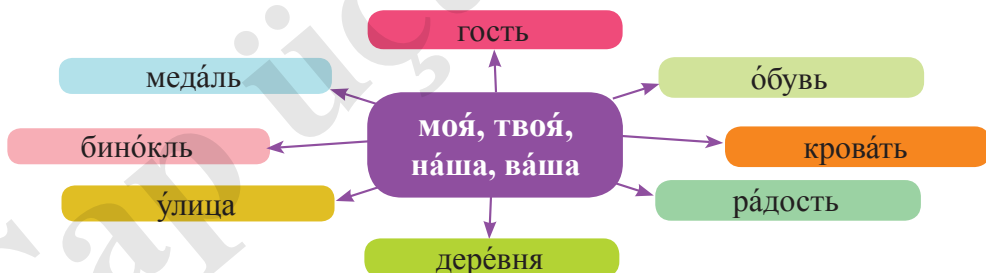 гость
меда́ль
о́бувь
моя́, твоя́,
на́ша, ва́ша
бино́кль
крова́ть
у́лица
ра́дость
дере́вня